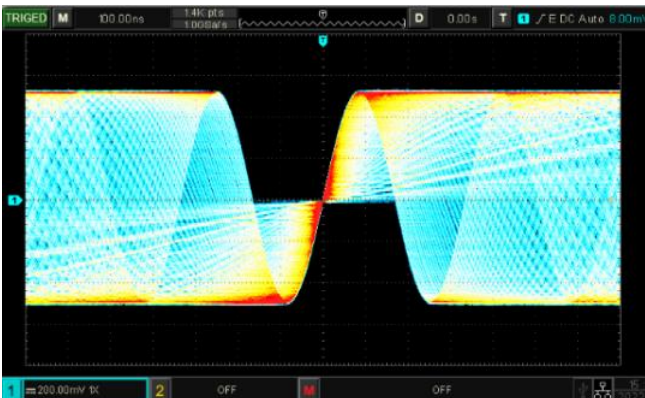 TRIGED M 100.00ns 1.4K pts D 0.00s T 1 E DC Auto 8.00mV
1.00Ga/s
T
1
1 200.00mV 1X 2 OFF M OFF